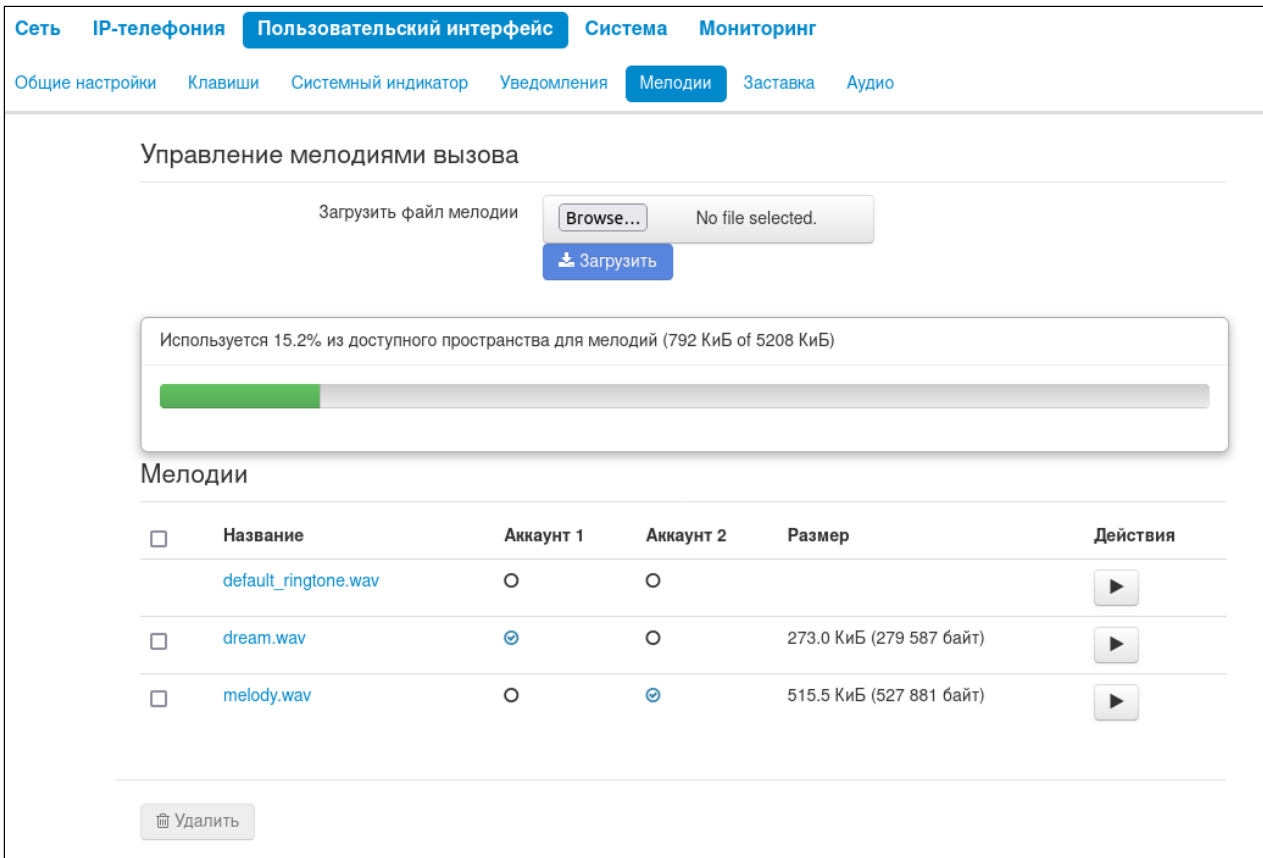 Сеть IP-телефония Пользовательский интерфейс Система Мониторинг
Общие настройки Клавиши Системный индикатор Уведомления Мелодии Заставка Аудио
Управление мелодиями вызова
Загрузить файл мелодии Browse... No file selected.
Загрузить
Используется 15.2% из доступного пространства для мелодий (792 КиБ of 5208 КиБ)
Мелодии
Название Аккаунт 1 Аккаунт 2 Размер Действия
default_ringtone.wav
dream.wav 273.0 КиБ (279 587 байт)
melody.wav 515.5 КиБ (527 881 байт)
Удалить